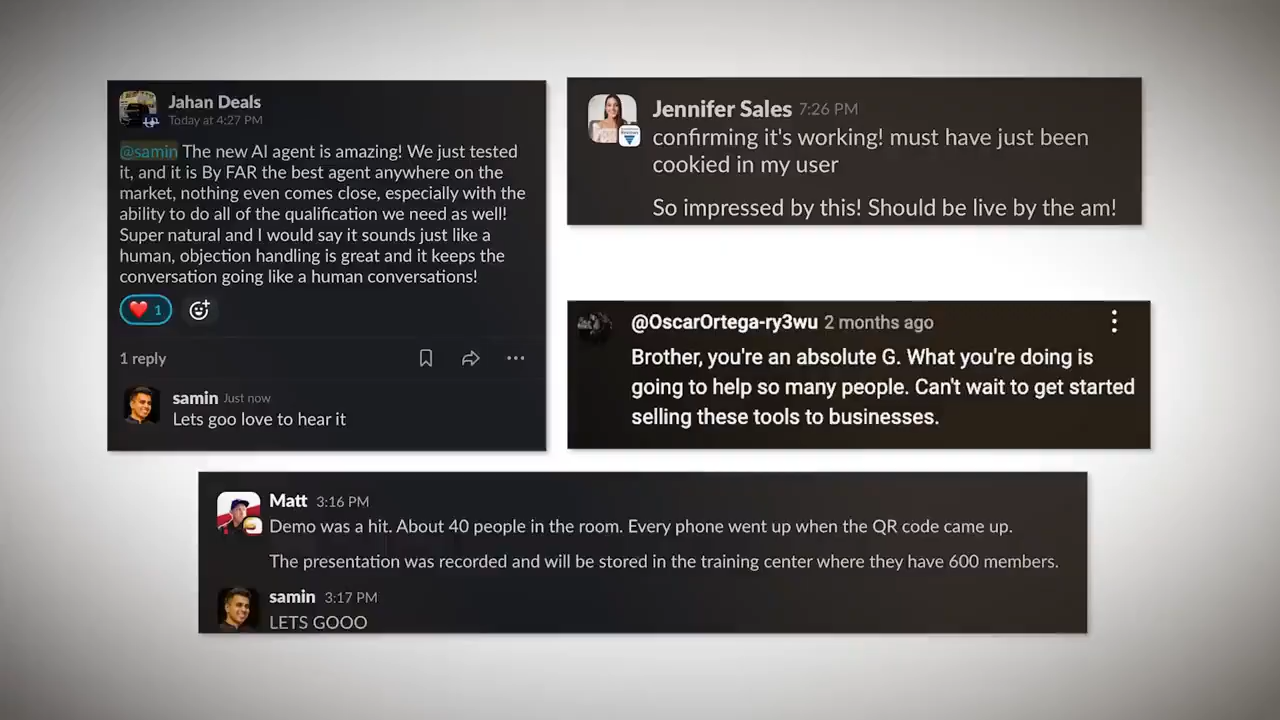 Jahan Deals
Today at 4:27 PM
@samin The new AI agent is amazing! We just tested
it, and it is By FAR the best agent anywhere on the
market, nothing even comes close, especially with the
ability to do all of the qualification we need as well!
Super natural and I would say it sounds just like a
human, objection handling is great and it keeps the
conversation going like a human conversations!
1
1 reply
samin Just now
Lets goo love to hear it
Jennifer Sales 7:26 PM
confirming it's working! must have just been
cookied in my user
So impressed by this! Should be live by the am!
@OscarOrtega-ry3wu 2 months ago
Brother, you're an absolute G. What you're doing is
going to help so many people. Can't wait to get started
selling these tools to businesses.
Matt 3:16 PM
Demo was a hit. About 40 people in the room. Every phone went up when the QR code came up.
The presentation was recorded and will be stored in the training center where they have 600 members.
samin 3:17 PM
LETS GOOO